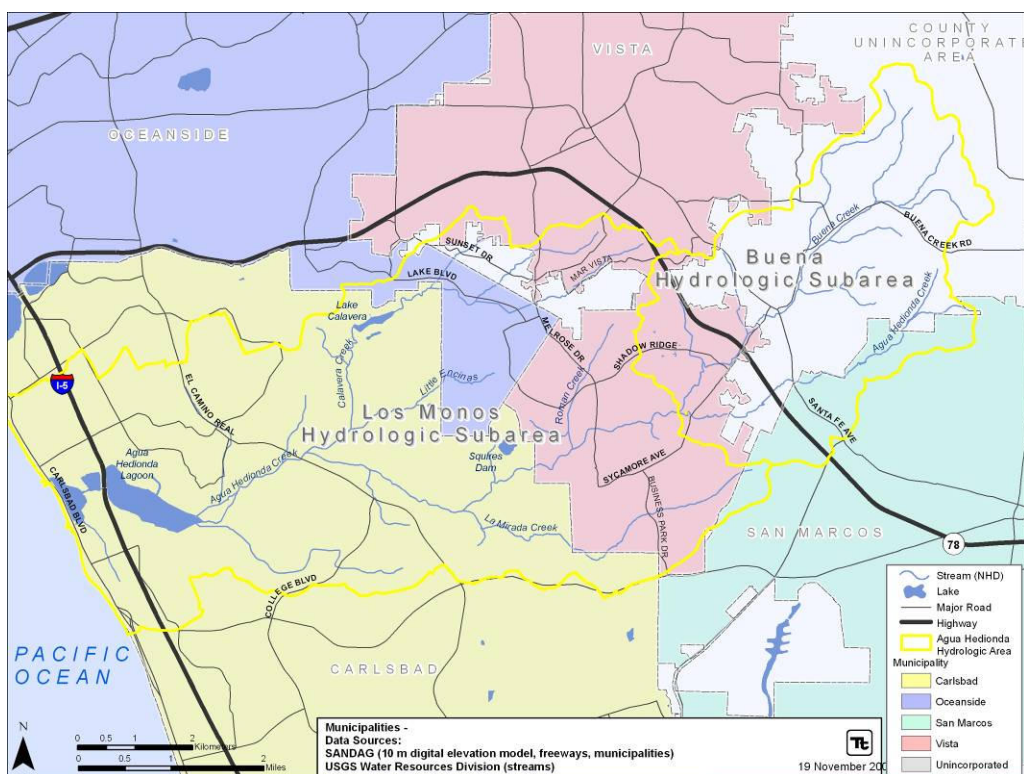 COUNTY
UNINCORPORATE
AREA
VISTA
OCEANSIDE
Buena Creek
BUENA CREEK RD
SUNSET DR
MAR VISTA
Buena
Hydrologic Subarea
LAKE BLVD
Lake
Calavera
Agua Hedionda Creek
MELROSE DR
SHADOW RIDGE
Calavera Creek
Little Encinas
Roman Creek
I-5
EL CAMINO REAL
Los Monos
Hydrologic Subarea
SANTA FE AVE
Agua
Hedionda
Lagoon
Squires
Dam
SYCAMORE AVE
CARLSBAD BLVD
Agua Hedionda Creek
BUSINESS PARK DR
La Mirada Creek
SAN MARCOS
78
COLLEGE BLVD
PACIFIC
OCEAN
CARLSBAD
Stream (NHD)
Lake
Major Road
Highway
Agua Hedionda
Hydrologic Area
Municipality
Carlsbad
Oceanside
San Marcos
Vista
Unincorporated
N
0 0.5 1 2
Kilometers
0 0.5 1 2
Miles
Municipalities -
Data Sources:
SANDAG (10 m digital elevation model, freeways, municipalities)
USGS Water Resources Division (streams)
Tt
19 November